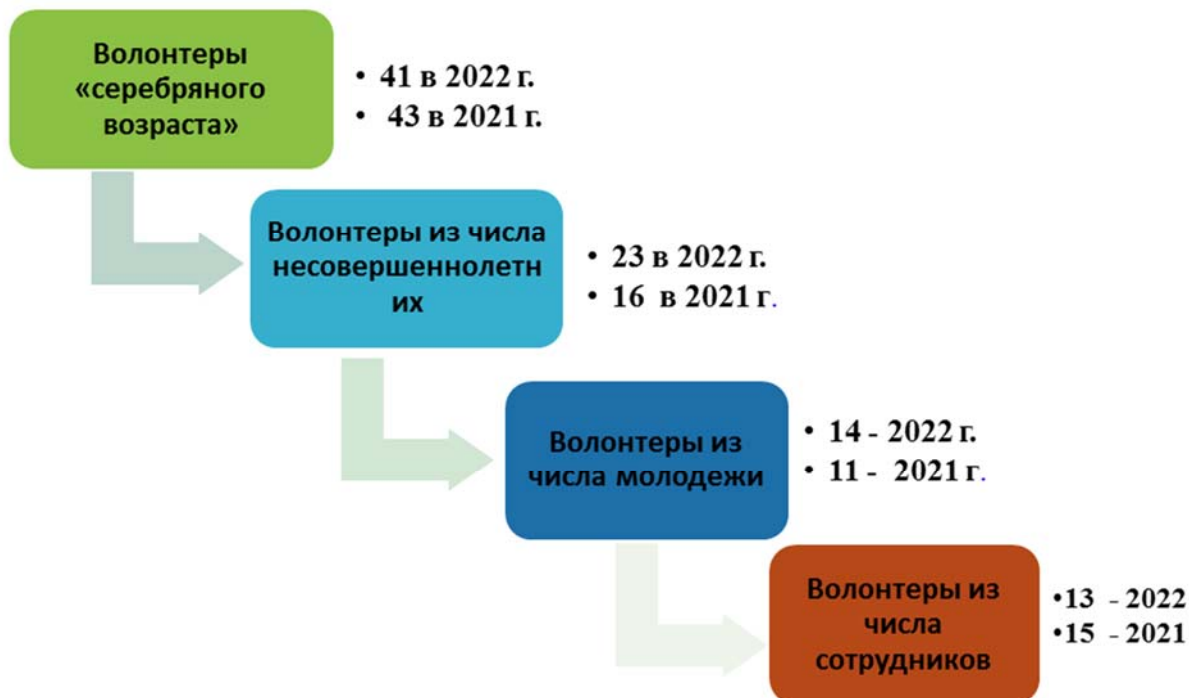 Волонтеры
«серебряного
возраста»
• 41 в 2022 г.
• 43 в 2021 г.
Волонтеры из числа
несовершеннолетн
их
• 23 в 2022 г.
• 16 в 2021 г.
Волонтеры из
числа молодежи
• 14 - 2022 г.
• 11 - 2021 г.
Волонтеры из
числа
сотрудников
•13 - 2022
•15 - 2021